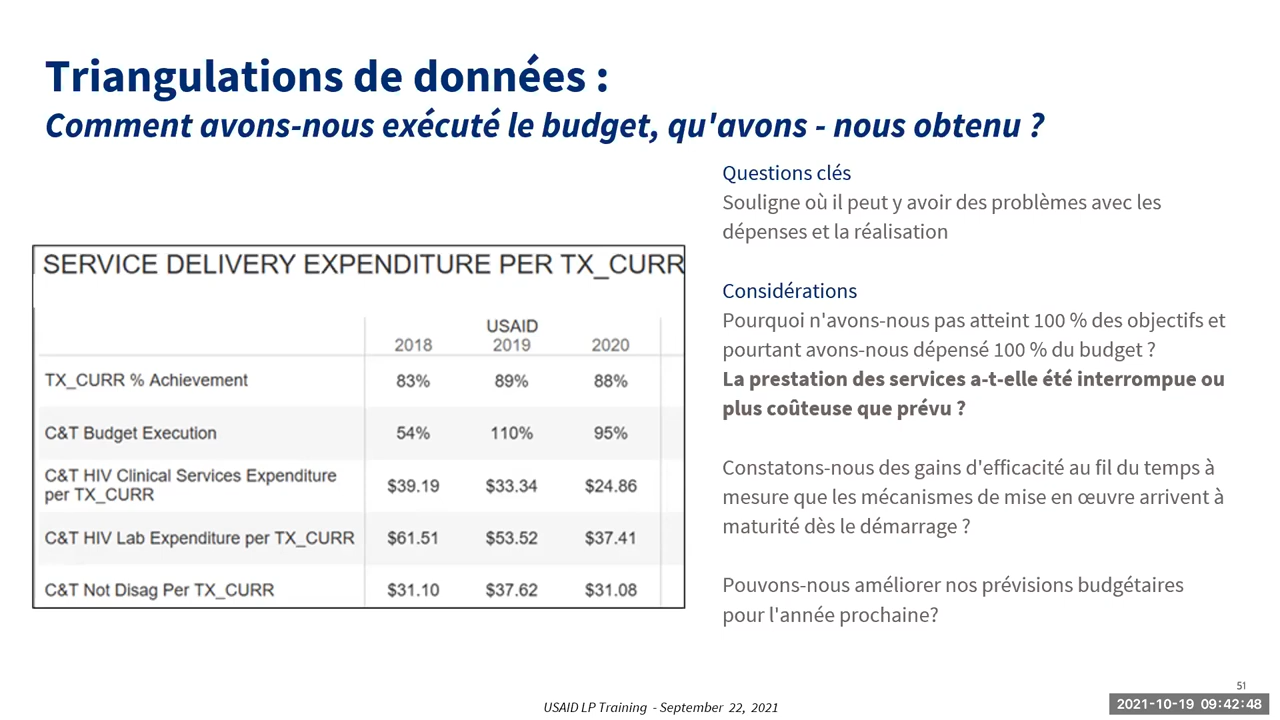 Triangulations de données :
Comment avons-nous exécuté le budget, qu'avons - nous obtenu ?
SERVICE DELIVERY EXPENDITURE PER TX_CURR
USAID
2018 2019 2020
TX_CURR % Achievement 83% 89% 88%
C&T Budget Execution 54% 110% 95%
C&T HIV Clinical Services Expenditure
per TX_CURR $39.19 $33.34 $24.86
C&T HIV Lab Expenditure per TX_CURR $61.51 $53.52 $37.41
C&T Not Disag Per TX_CURR $31.10 $37.62 $31.08
Questions clés
Souligne où il peut y avoir des problèmes avec les
dépenses et la réalisation
Considérations
Pourquoi n'avons-nous pas atteint 100 % des objectifs et
pourtant avons-nous dépensé 100 % du budget ?
La prestation des services a-t-elle été interrompue ou
plus coûteuse que prévu ?
Constatons-nous des gains d'efficacité au fil du temps à
mesure que les mécanismes de mise en œuvre arrivent à
maturité dès le démarrage ?
Pouvons-nous améliorer nos prévisions budgétaires
pour l'année prochaine?
51
USAID LP Training - September 22, 2021
2021-10-19 09:42:48